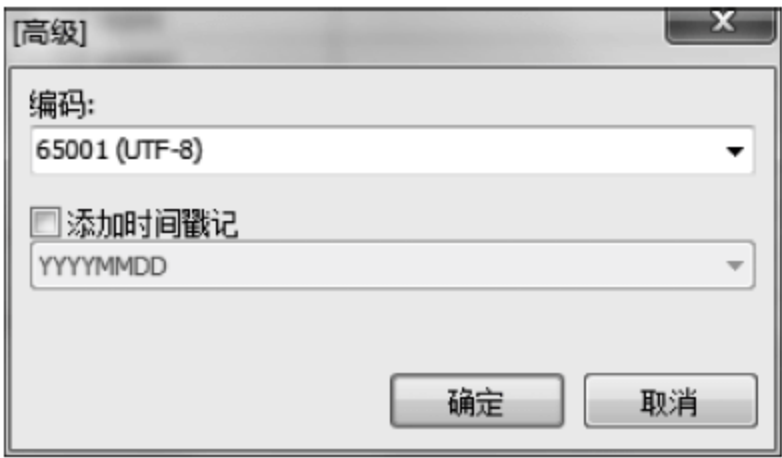 [高级]
编码:
65001 (UTF-8)
添加时间戳记
YYYYMMDD
确定
取消